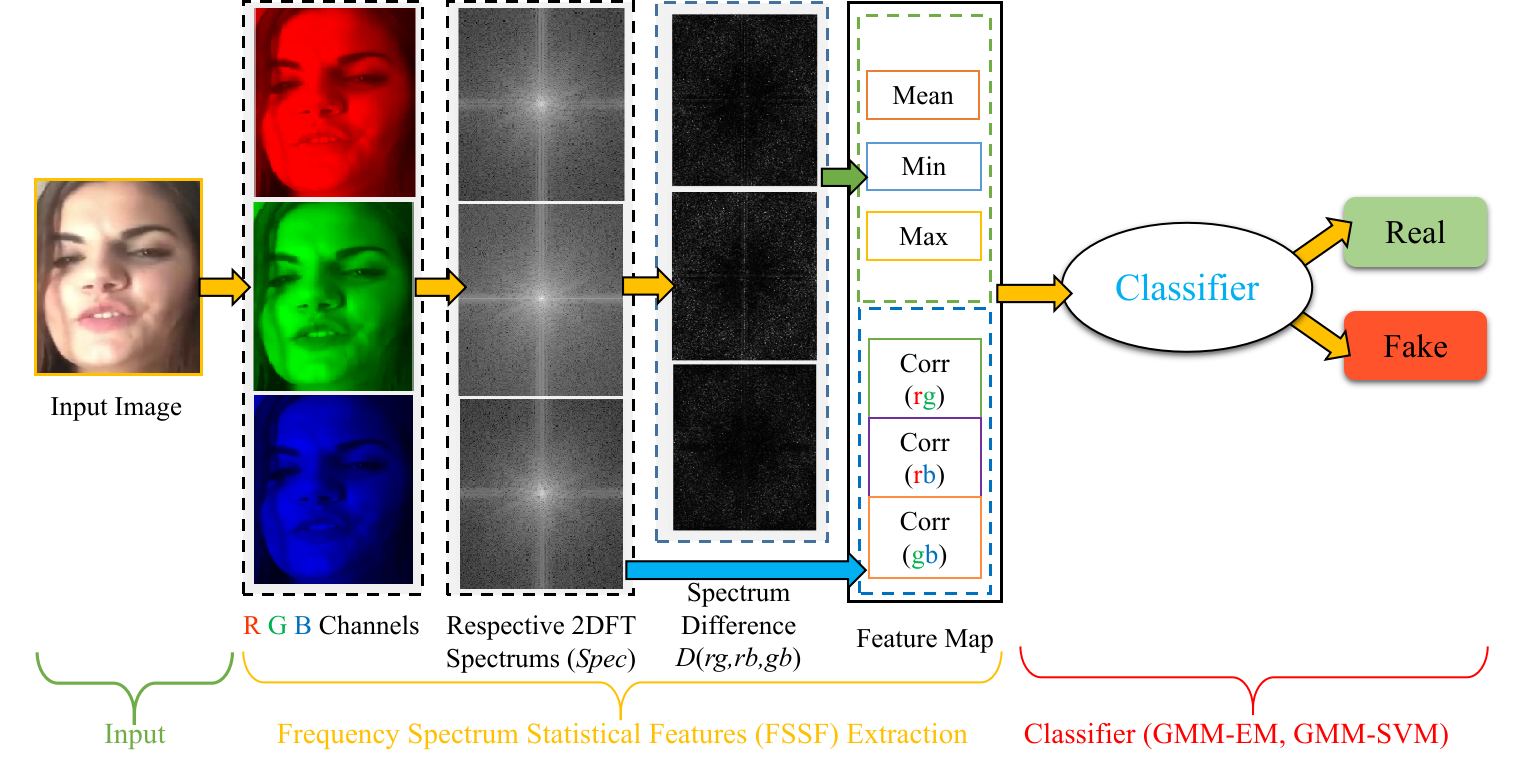 Mean
Min
Max
Corr
(rg)
Corr
(rb)
Corr
(gb)
Classifier
Real
Fake
Input Image
R G B Channels
Respective 2DFT
Spectrums (Spec)
Spectrum
Difference
D(rg,rb,gb)
Feature Map
Input
Frequency Spectrum Statistical Features (FSSF) Extraction
Classifier (GMM-EM, GMM-SVM)